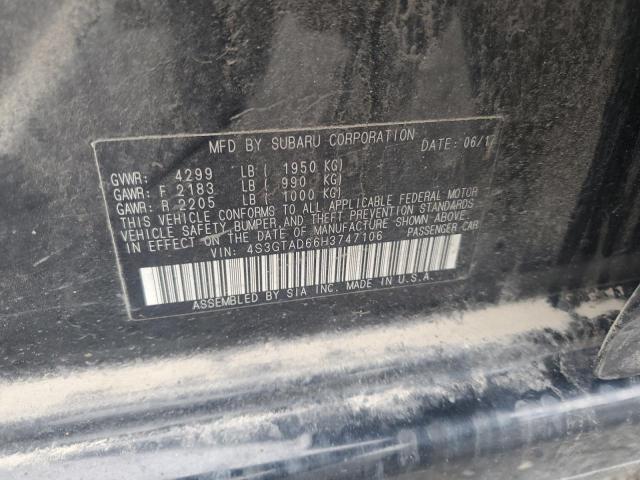 MFD BY SUBARU CORPORATION DATE: 06/17
GVWR: 4299 LB ( 1950 KG)
GAWR: F 2183 LB ( 990 KG)
GAWR: R 2205 LB ( 1000 KG)
THIS VEHICLE CONFORMS TO ALL APPLICABLE FEDERAL MOTOR
VEHICLE SAFETY, BUMPER, AND THEFT PREVENTION STANDARDS
IN EFFECT ON THE DATE OF MANUFACTURE SHOWN ABOVE.
VIN: 4S3GTAD66H3747106 PASSENGER CAR
ASSEMBLED BY SIA INC. MADE IN U.S.A.